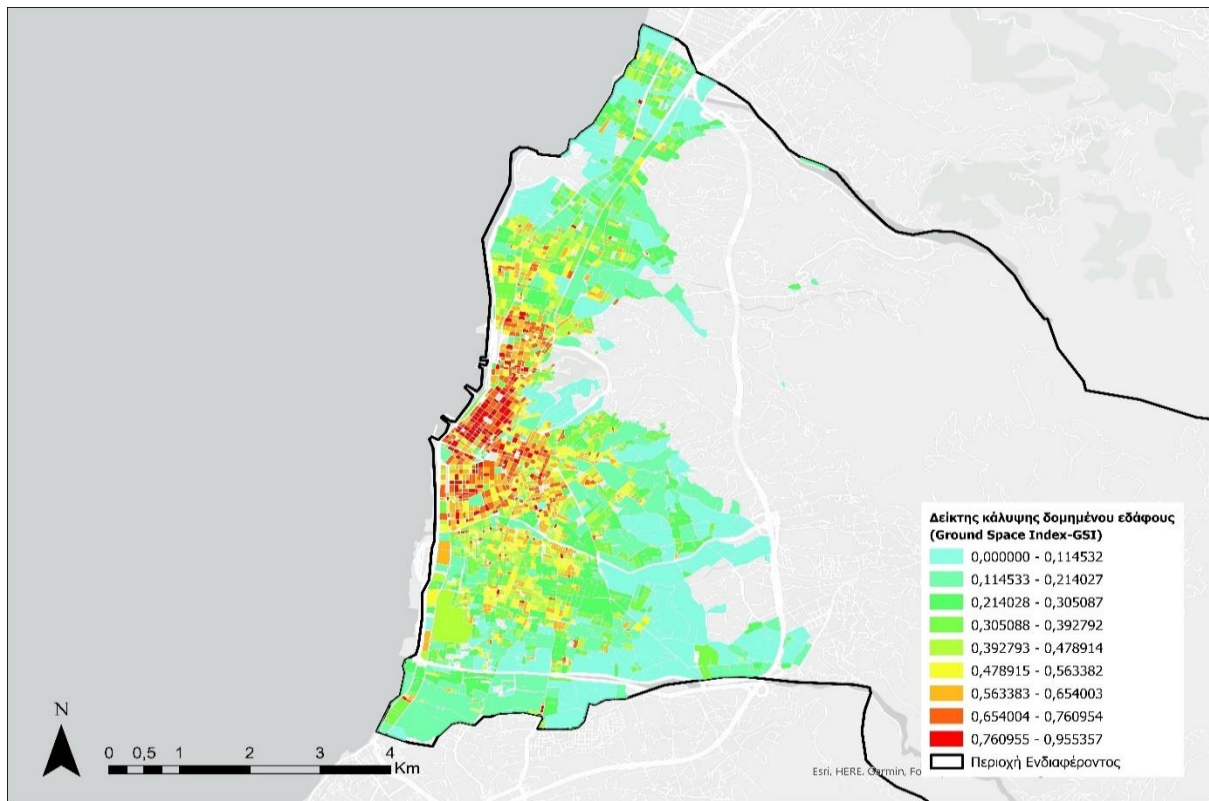 Δείκτης κάλυψης δομημένου εδάφους
(Ground Space Index-GSI)
0,000000 - 0,114532
0,114533 - 0,214027
0,214028 - 0,305087
0,305088 - 0,392792
0,392793 - 0,478914
0,478915 - 0,563382
0,563383 - 0,654003
0,654004 - 0,760954
0,760955 - 0,955357
Περιοχή Ενδιαφέροντος
N
0 0,5 1 2 3 4
Km
Esri, HERE, Garmin,